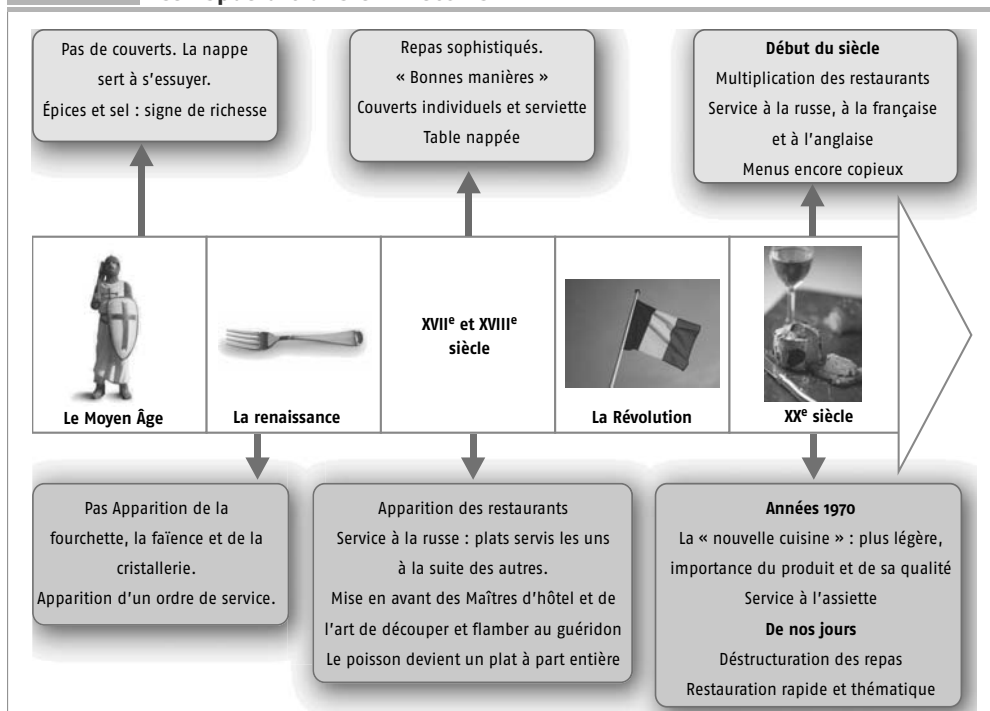 Pas de couverts. La nappe
sert à s'essuyer.
Épices et sel : signe de richesse
Repas sophistiqués.
« Bonnes manières »
Couverts individuels et serviette
Table nappée
Début du siècle
Multiplication des restaurants
Service à la russe, à la française
et à l'anglaise
Menus encore copieux
Le Moyen Âge
La renaissance
XVIIe et XVIIIe
siècle
La Révolution
XXe siècle
Pas Apparition de la
fourchette, la faïence et de la
cristallerie.
Apparition d'un ordre de service.
Apparition des restaurants
Service à la russe : plats servis les uns
à la suite des autres.
Mise en avant des Maîtres d'hôtel et de
l'art de découper et flamber au guéridon
Le poisson devient un plat à part entière
Années 1970
La « nouvelle cuisine » : plus légère,
importance du produit et de sa qualité
Service à l'assiette
De nos jours
Déstructuration des repas
Restauration rapide et thématique